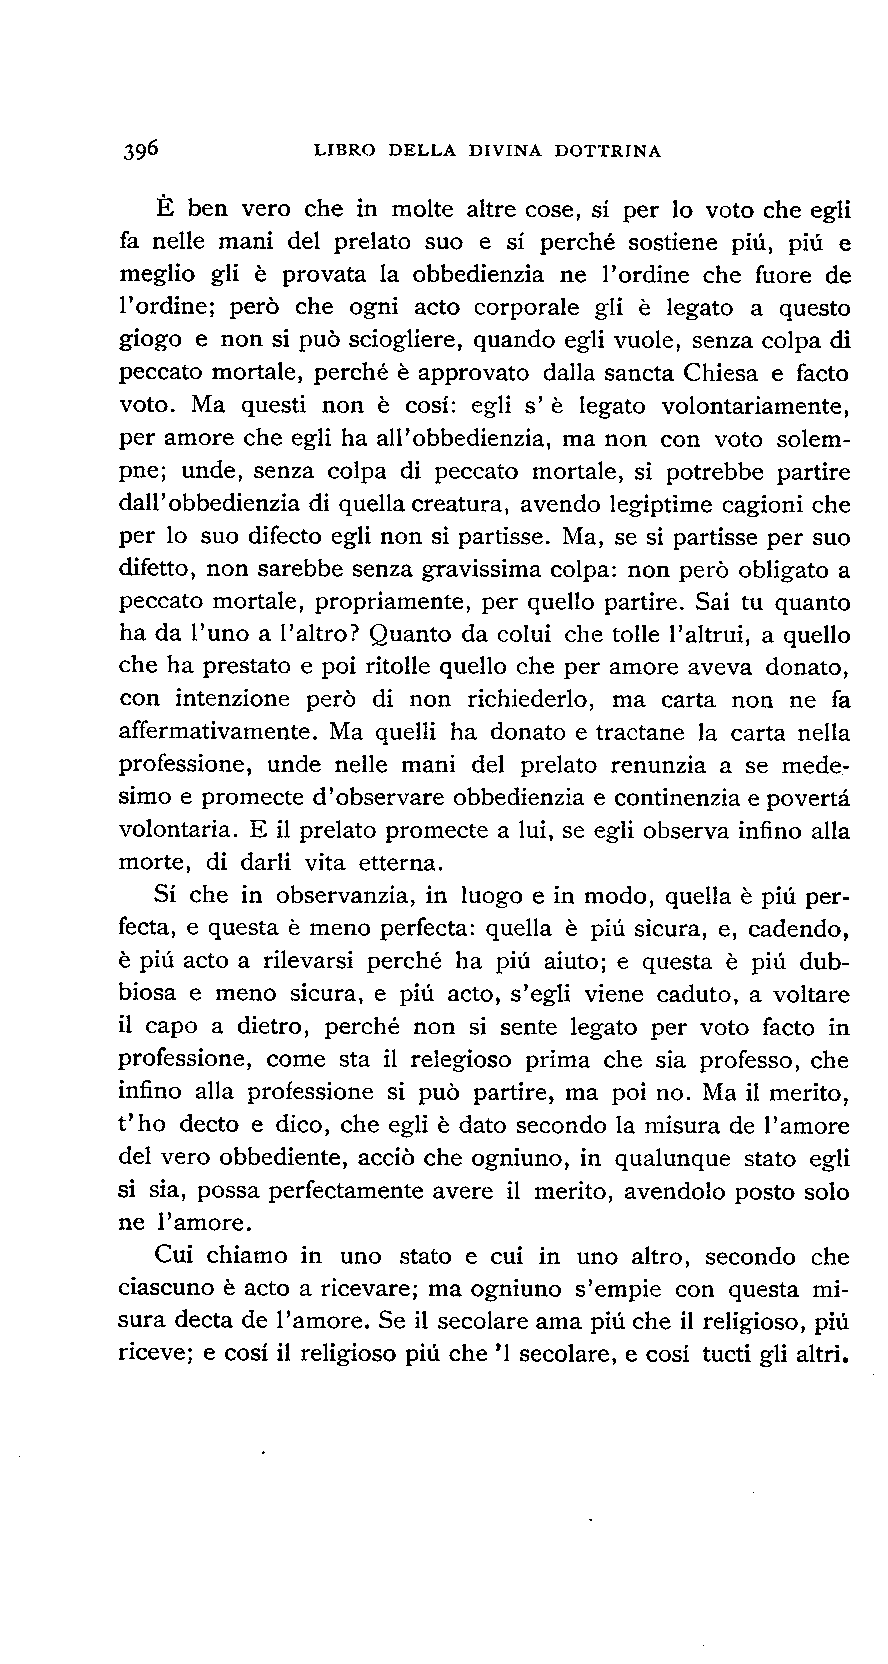 396 LIBRO DELLA DIVINA DOTTRINA
È ben vero che in molte altre cose, sí per lo voto che egli
fa nelle mani del prelato suo e sí perché sostiene piú, piú e
meglio gli è provata la obbedienzia ne l'ordine che fuore de
l'ordine; però che ogni acto corporale gli è legato a questo
giogo e non si può sciogliere, quando egli vuole, senza colpa di
peccato mortale, perché è approvato dalla sancta Chiesa e facto
voto. Ma questi non è cosí: egli s' è legato volontariamente,
per amore che egli ha all'obbedienzia, ma non con voto solem-
pne; unde, senza colpa di peccato mortale, si potrebbe partire
dall'obbedienzia di quella creatura, avendo legiptime cagioni che
per lo suo difecto egli non si partisse. Ma, se si partisse per suo
difetto, non sarebbe senza gravissima colpa: non però obligato a
peccato mortale, propriamente, per quello partire. Sai tu quanto
ha da l'uno a l'altro? Quanto da colui che tolle l'altrui, a quello
che ha prestato e poi ritolle quello che per amore aveva donato,
con intenzione però di non richiederlo, ma carta non ne fa
affermativamente. Ma quelli ha donato e tractane la carta nella
professione, unde nelle mani del prelato renunzia a se mede-
simo e promecte d'observare obbedienzia e continenzia e povertá
volontaria. E il prelato promecte a lui, se egli observa infino alla
morte, di darli vita etterna.
Sí che in observanzia, in luogo e in modo, quella è piú per-
fecta, e questa è meno perfecta: quella è piú sicura, e, cadendo,
è piú acto a rilevarsi perché ha piú aiuto; e questa è piú dub-
biosa e meno sicura, e piú acto, s'egli viene caduto, a voltare
il capo a dietro, perché non si sente legato per voto facto in
professione, come sta il relegioso prima che sia professo, che
infino alla professione si può partire, ma poi no. Ma il merito,
t'ho decto e dico, che egli è dato secondo la misura de l'amore
del vero obbediente, acciò che ogniuno, in qualunque stato egli
si sia, possa perfectamente avere il merito, avendolo posto solo
ne l'amore.
Cui chiamo in uno stato e cui in uno altro, secondo che
ciascuno è acto a ricevare; ma ogniuno s'empie con questa mi-
sura decta de l'amore. Se il secolare ama piú che il religioso, piú
riceve; e cosí il religioso piú che 'l secolare, e cosí tucti gli altri.